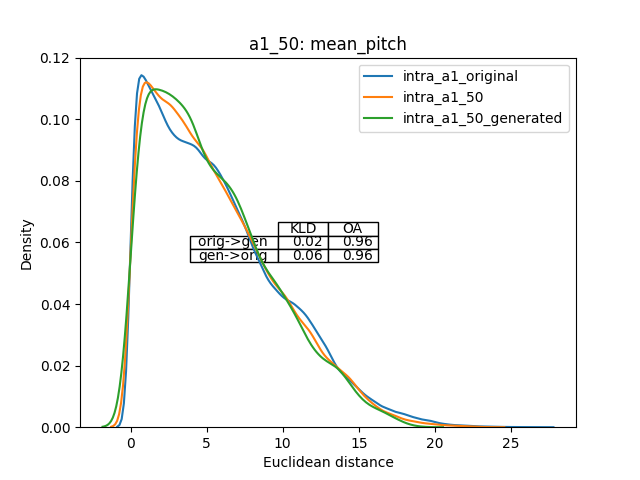 a1_50: mean_pitch
intra_a1_original
intra_a1_50
intra_a1_50_generated
Density
0.12
0.10
0.08
0.06
0.04
0.02
0.00
KLD OA
orig->gen 0.02 0.96
gen->orig 0.06 0.96
0 5 10 15 20 25
Euclidean distance